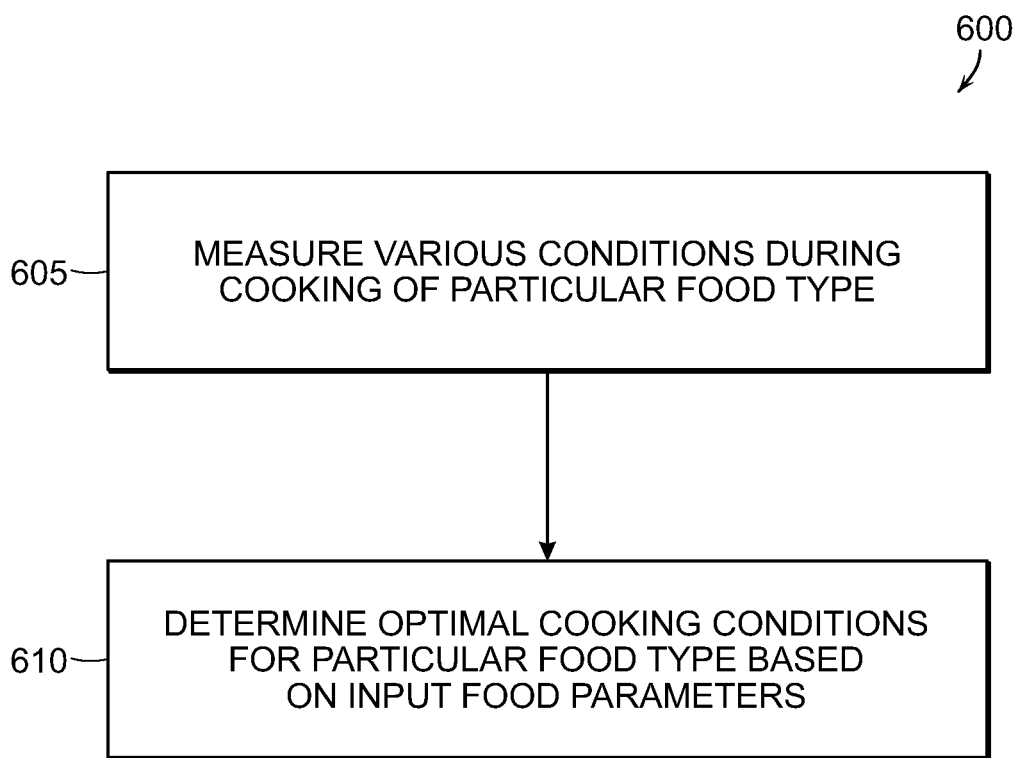 600
605
MEASURE VARIOUS CONDITIONS DURING
COOKING OF PARTICULAR FOOD TYPE
610
DETERMINE OPTIMAL COOKING CONDITIONS
FOR PARTICULAR FOOD TYPE BASED
ON INPUT FOOD PARAMETERS